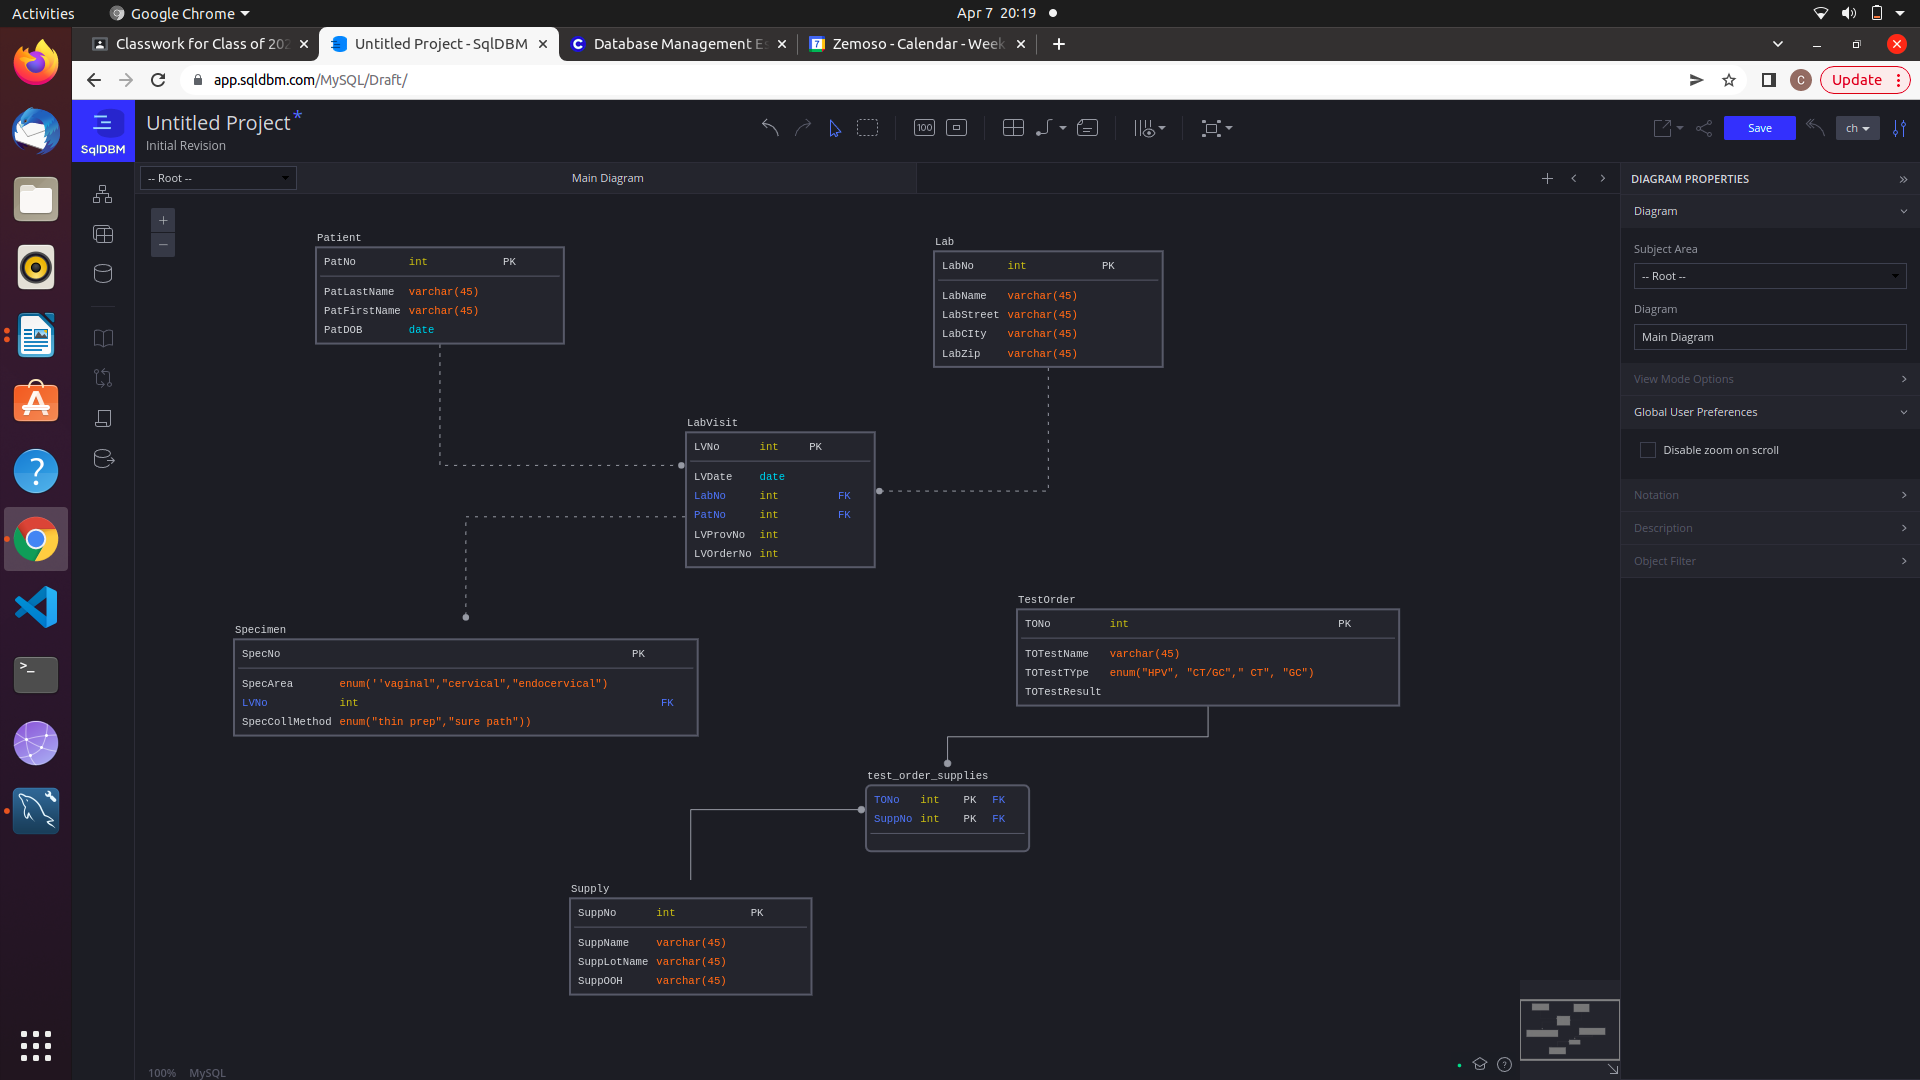 Activities
Google Chrome
Apr 7 20:19
Classwork for Class of 202
Untitled Project - SqlDBM
Database Management Es
Zemoso - Calendar - Week
app.sqldbm.com/MySQL/Draft/
C
Update
SqlDBM
Untitled Project*
Initial Revision
100
Save
ch
-- Root --
Main Diagram
DIAGRAM PROPERTIES
Diagram
Subject Area
-- Root --
Diagram
Main Diagram
View Mode Options
Global User Preferences
Disable zoom on scroll
Notation
Description
Object Filter
Patient
PatNo int PK
PatLastName varchar(45)
PatFirstName varchar(45)
PatDOB date
Lab
LabNo int PK
LabName varchar(45)
LabStreet varchar(45)
LabCIty varchar(45)
LabZip varchar(45)
LabVisit
LVNo int PK
LVDate date
LabNo int FK
PatNo int FK
LVProvNo int
LVOrderNo int
TestOrder
TONo int PK
TOTestName varchar(45)
TOTestTYpe enum("HPV", "CT/GC"," CT", "GC")
TOTestResult
Specimen
SpecNo PK
SpecArea enum(''vaginal","cervical","endocervical")
LVNo int FK
SpecCollMethod enum("thin prep","sure path"))
test_order_supplies
TONo int PK FK
SuppNo int PK FK
Supply
SuppNo int PK
SuppName varchar(45)
SuppLotName varchar(45)
SuppOOH varchar(45)
100% MySQL